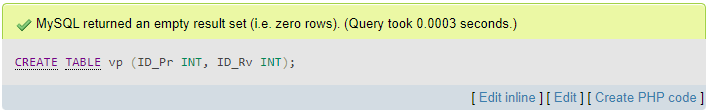 MySQL returned an empty result set (i.e. zero rows). (Query took 0.0003 seconds.)
CREATE TABLE vp (ID_Pr INT, ID_Rv INT);
[ Edit inline ] [ Edit ] [ Create PHP code ]